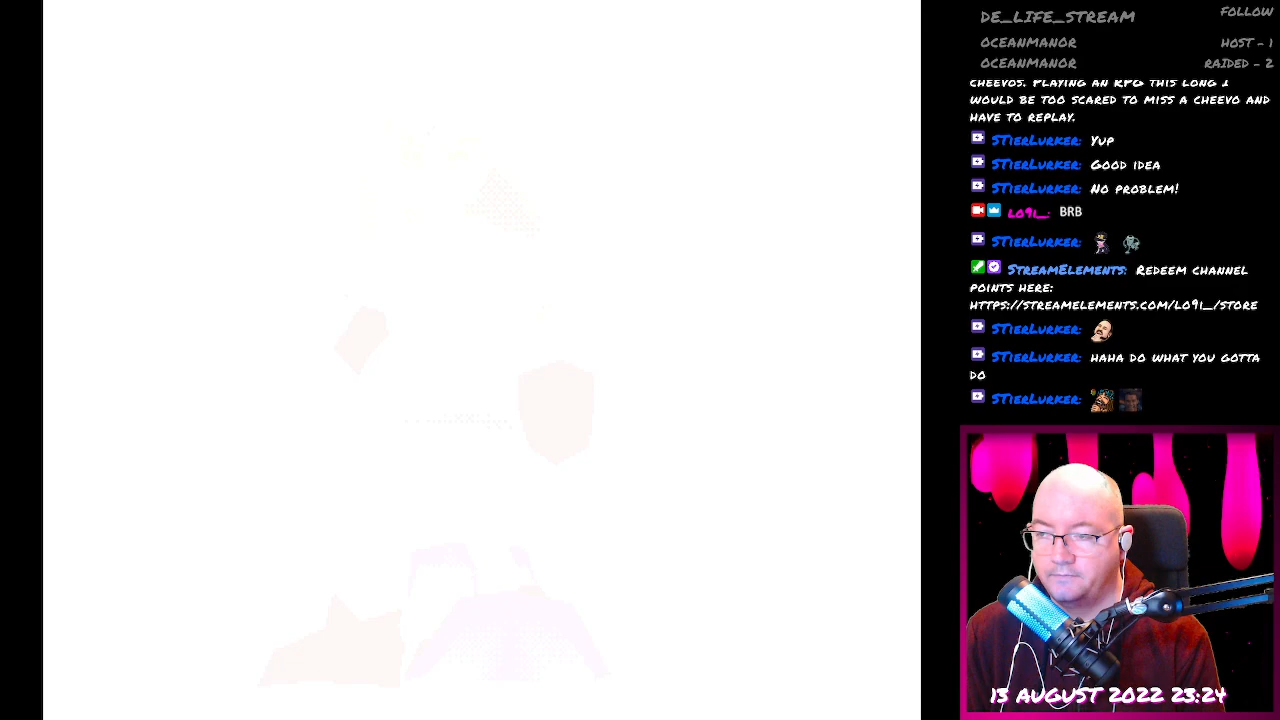 DE_LIFE_STREAM FOLLOW
OCEANMANOR HOST - 1
OCEANMANOR RAIDED - 2
CHEEVOS. PLAYING AN RPG THIS LONG I
WOULD BE TOO SCARED TO MISS A CHEEVO AND
HAVE TO REPLAY.
STIERLURKER: YUP
STIERLURKER: GOOD IDEA
STIERLURKER: NO PROBLEM!
LO9I_: BRB
STIERLURKER:
STREAMELEMENTS: REDEEM CHANNEL
POINTS HERE:
HTTPS://STREAMELEMENTS.COM/LO9I_/STORE
STIERLURKER:
STIERLURKER: HAHA DO WHAT YOU GOTTA
DO
STIERLURKER:
13 AUGUST 2022 23:24